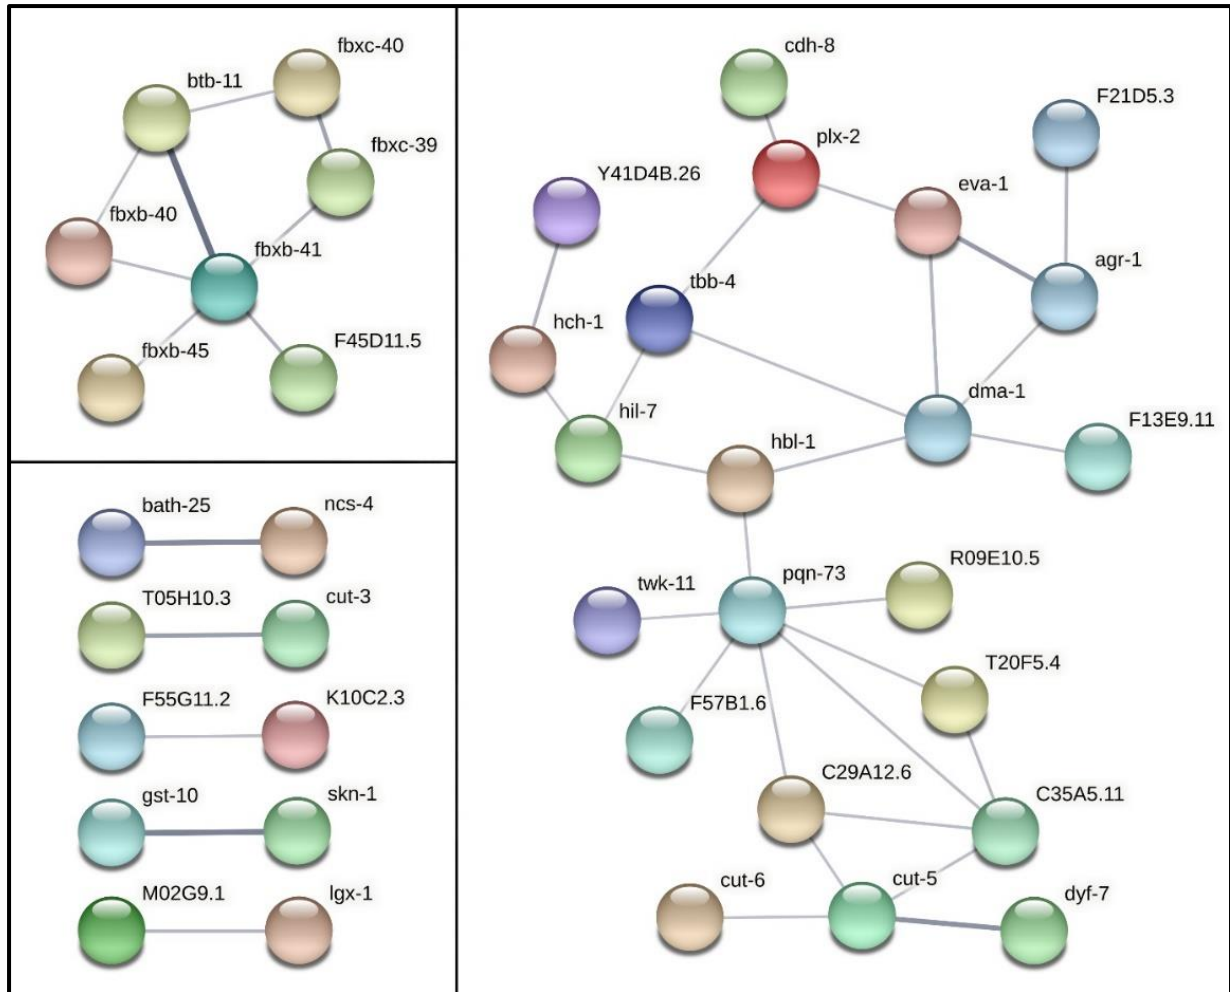 fbxc-40
btb-11
fbxc-39
fbxb-40
fbxb-41
fbxb-45
F45D11.5
bath-25
ncs-4
T05H10.3
cut-3
F55G11.2
K10C2.3
gst-10
skn-1
M02G9.1
lgx-1
cdh-8
F21D5.3
plx-2
Y41D4B.26
eva-1
agr-1
tbb-4
hch-1
dma-1
hil-7
F13E9.11
hbl-1
R09E10.5
pqn-73
twk-11
T20F5.4
F57B1.6
C29A12.6
C35A5.11
cut-6
cut-5
dyf-7